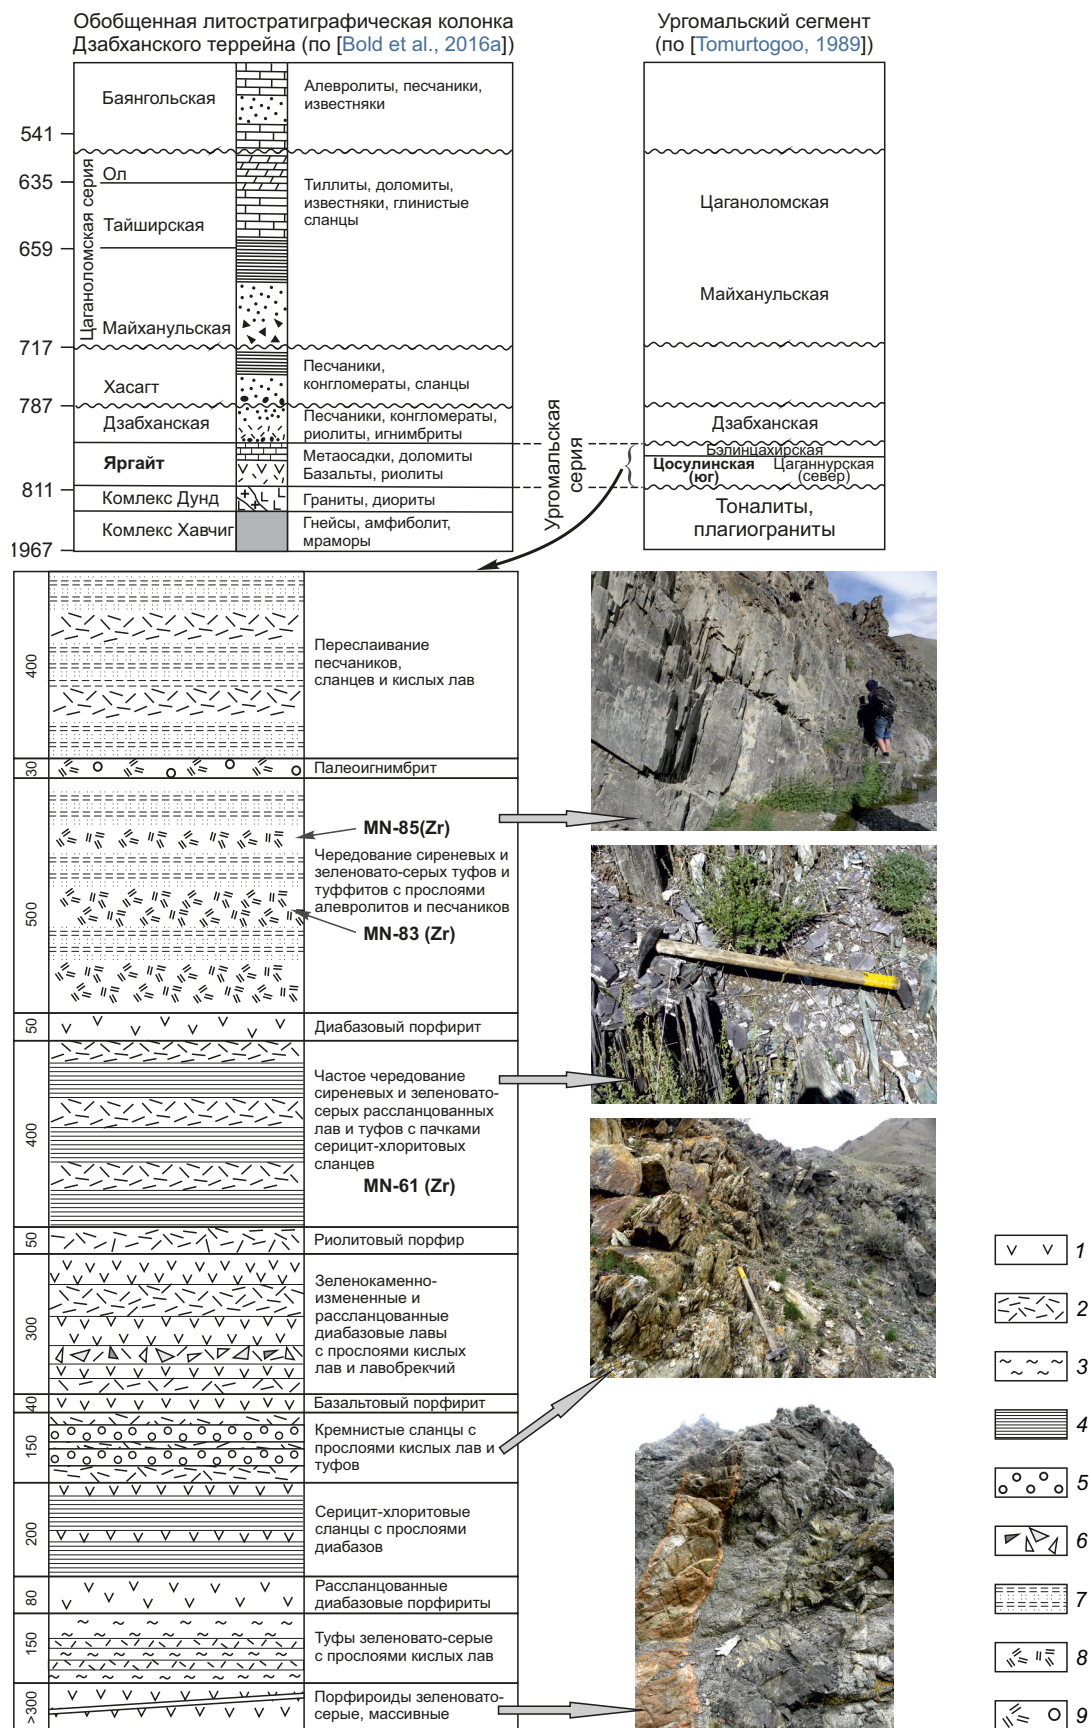 Обобщенная литостратиграфическая колонка
Дзабханского террейна (по [Bold et al., 2016a])
Ургомальский сегмент
(по [Tomurtogoo, 1989])
541
635
659
717
787
811
1967
Цаганоломская серия
Баянгольская
Алевролиты, песчаники,
известняки
Ол
Тайширская
Майханульская
Тиллиты, доломиты,
известняки, глинистые
сланцы
Хасагт
Песчаники,
конгломераты, сланцы
Дзабханская
Песчаники, конгломераты,
риолиты, игнимбриты
Яргайт
Метаосадки, доломиты
Базальты, риолиты
Комлекс Дунд
Граниты, диориты
Комлекс Хавчиг
Гнейсы, амфиболит,
мраморы
Ургомальская
серия
Цаганоломская
Майханульская
Дзабханская
Бэлинцахирская
Цосулинская
(юг)
Цаганнурская
(север)
Тоналиты,
плагиограниты
400
Переслаивание
песчаников,
сланцев и кислых лав
30
Палеоигнимбрит
500
MN-85(Zr)
Чередование сиреневых и
зеленовато-серых туфов и
туффитов с прослоями
алевролитов и песчаников
MN-83 (Zr)
50
Диабазовый порфирит
400
Частое чередование
сиреневых и зеленовато-
серых рассланцованных
лав и туфов с пачками
серицит-хлоритовых
сланцев
MN-61 (Zr)
50
Риолитовый порфир
300
Зеленокаменно-
измененные и
рассланцованные
диабазовые лавы
с прослоями кислых
лав и лавобрекчий
40
Базальтовый порфирит
150
Кремнистые сланцы с
прослоями кислых лав и
туфов
200
Серицит-хлоритовые
сланцы с прослоями
диабазов
80
Рассланцованные
диабазовые порфириты
150
Туфы зеленовато-серые
с прослоями кислых лав
>300
Порфироиды зеленовато-
серые, массивные
1
2
3
4
5
6
7
8
9